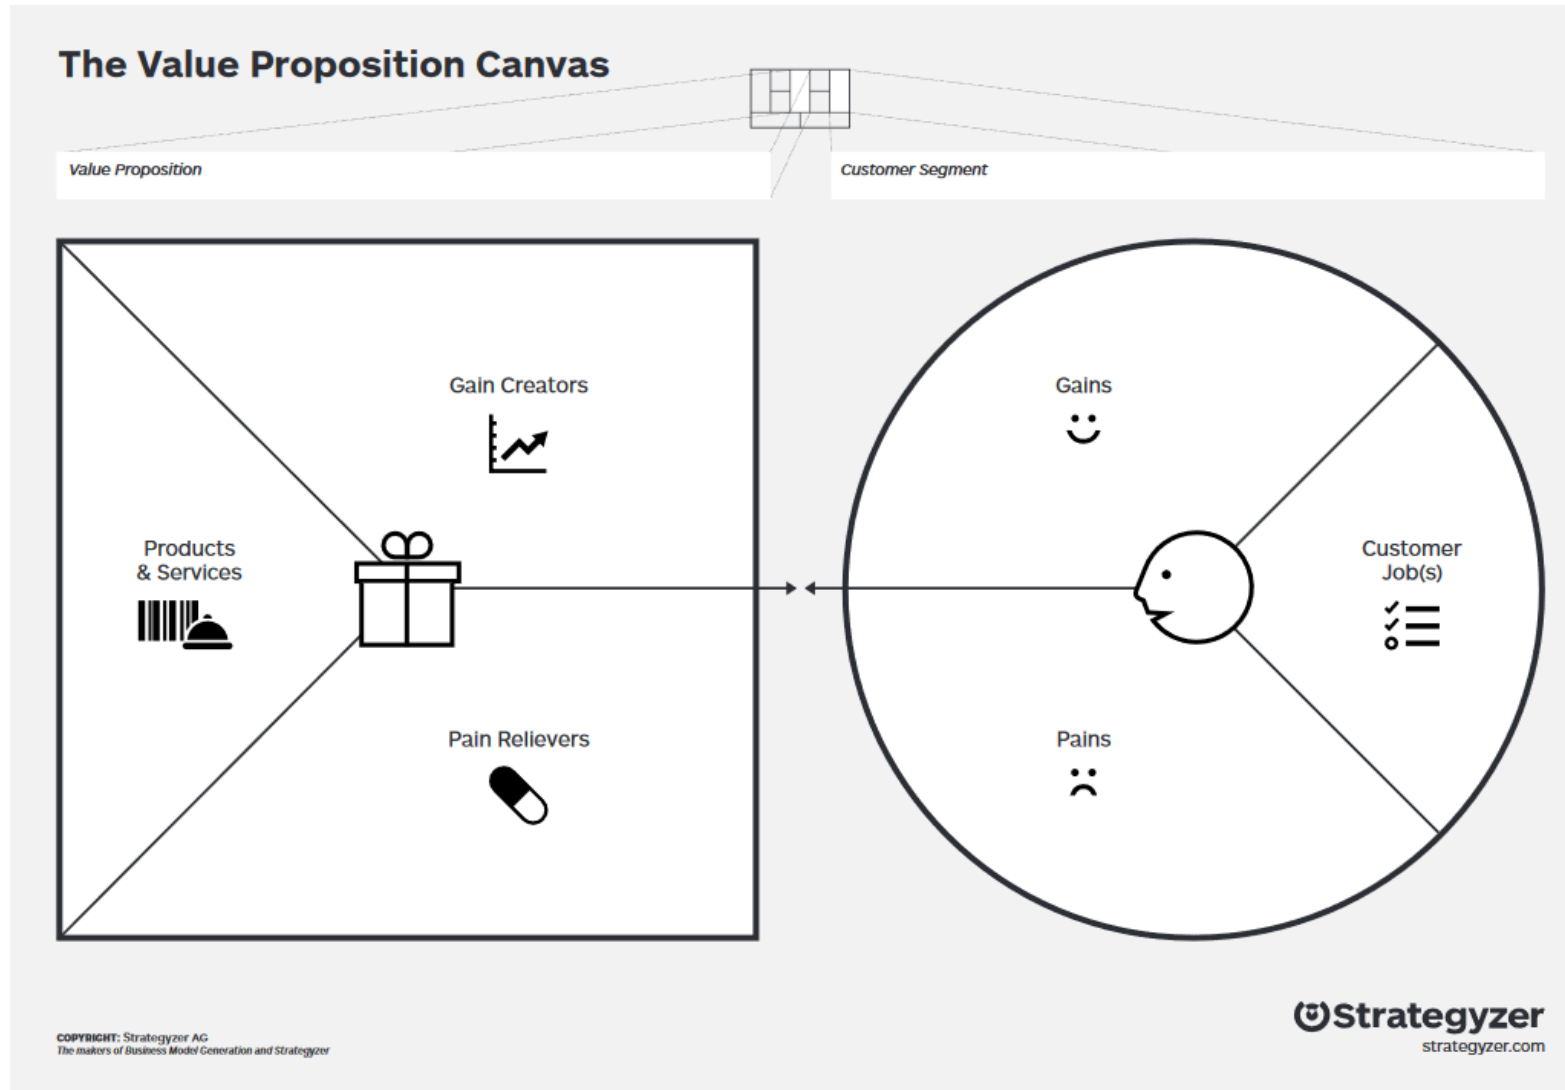 The Value Proposition Canvas
Value Proposition
Customer Segment
Gain Creators
Products
& Services
Pain Relievers
Gains
Customer
Job(s)
Pains
COPYRIGHT: Strategyzer AG
The makers of Business Model Generation and Strategyzer
Strategyzer
strategyzer.com